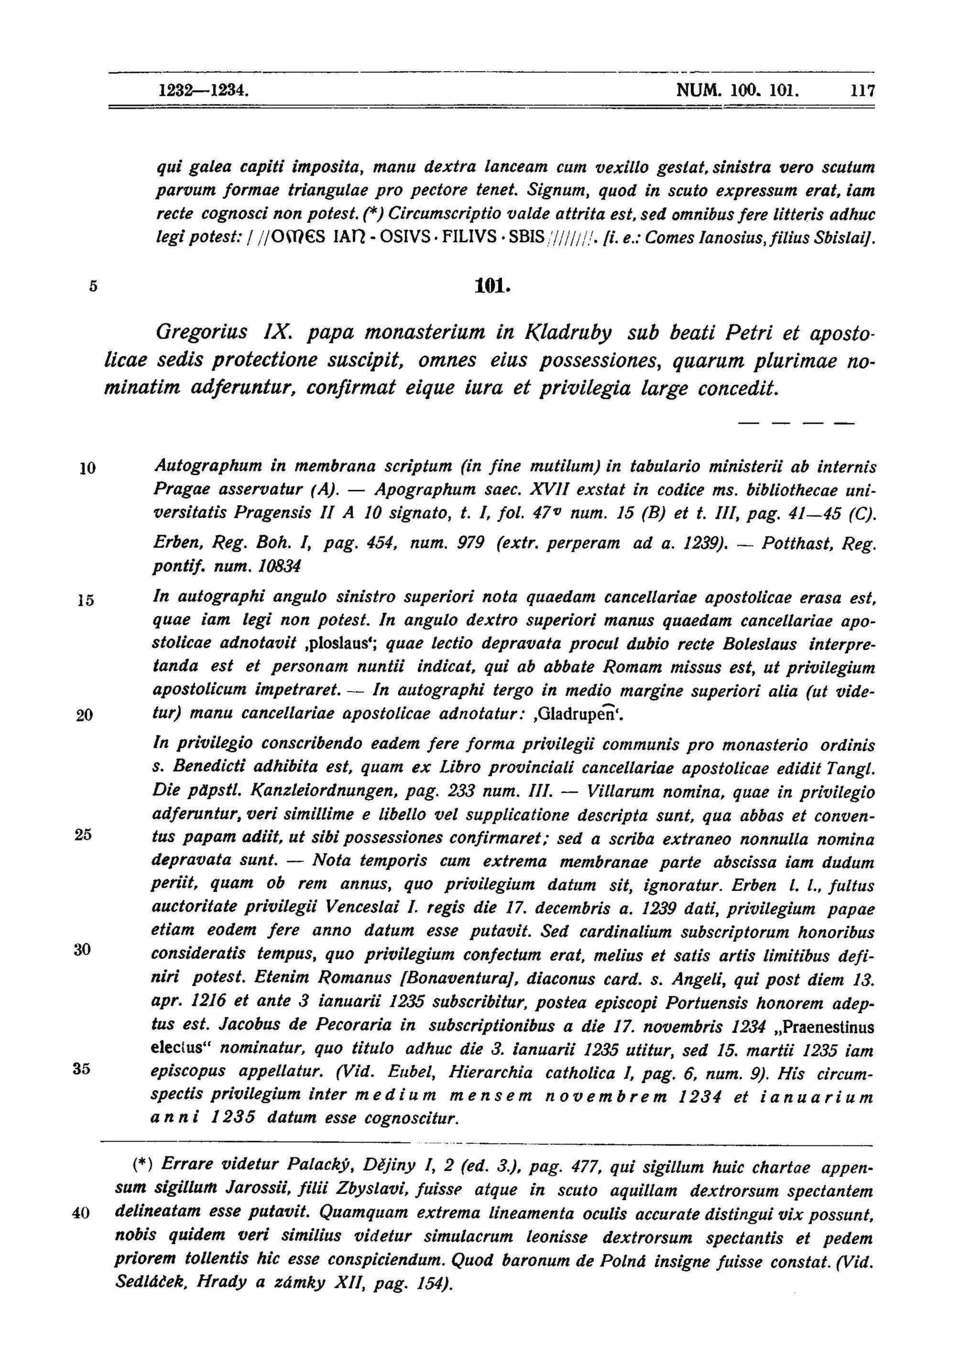 1232—1234. NUM. 100. 101. 117
qui galea capiti imposita, manu dextra lanceam cum vexillo gestat, sinistra vero scutum
parvum formae triangulae pro pectore tenet. Signum, quod in scuto expressum erat, iam
recte cognosci non potest. (*) Circumscriptio valde attrita est, sed omnibus fere litteris adhuc
legi potest: / //OMES IAN - OSIVS · FILIVS · SBIS ////////. [i. e.: Comes Ianosius, filius Sbislai].
5 101.
Gregorius IX. papa monasterium in Kladruby sub beati Petri et aposto-
licae sedis protectione suscipit, omnes eius possessiones, quarum plurimae no-
minatim adferuntur, confirmat eique iura et privilegia large concedit.
— — — —
10 Autographum in membrana scriptum (in fine mutilum) in tabulario ministerii ab internis
Pragae asservatur (A). — Apographum saec. XVII exstat in codice ms. bibliothecae uni-
versitatis Pragensis II A 10 signato, t. I, fol. 47v num. 15 (B) et t. III, pag. 41—45 (C).
Erben, Reg. Boh. I, pag. 454, num. 979 (extr. perperam ad a. 1239). — Potthast, Reg.
pontif. num. 10834
15 In autographi angulo sinistro superiori nota quaedam cancellariae apostolicae erasa est,
quae iam legi non potest. In angulo dextro superiori manus quaedam cancellariae apo-
stolicae adnotavit ‚ploslaus‘; quae lectio depravata procul dubio recte Boleslaus interpre-
tanda est et personam nuntii indicat, qui ab abbate Romam missus est, ut privilegium
apostolicum impetraret. — In autographi tergo in medio margine superiori alia (ut vide-
20 tur) manu cancellariae apostolicae adnotatur: ‚Gladrupen̄‘.
In privilegio conscribendo eadem fere forma privilegii communis pro monasterio ordinis
s. Benedicti adhibita est, quam ex Libro provinciali cancellariae apostolicae edidit Tangl.
Die päpstl. Kanzleiordnungen, pag. 233 num. III. — Villarum nomina, quae in privilegio
adferuntur, veri simillime e libello vel supplicatione descripta sunt, qua abbas et conven-
25 tus papam adiit, ut sibi possessiones confirmaret; sed a scriba extraneo nonnulla nomina
depravata sunt. — Nota temporis cum extrema membranae parte abscissa iam dudum
periit, quam ob rem annus, quo privilegium datum sit, ignoratur. Erben l. l., fultus
auctoritate privilegii Venceslai I. regis die 17. decembris a. 1239 dati, privilegium papae
etiam eodem fere anno datum esse putavit. Sed cardinalium subscriptorum honoribus
30 consideratis tempus, quo privilegium confectum erat, melius et satis artis limitibus defi-
niri potest. Etenim Romanus [Bonaventura], diaconus card. s. Angeli, qui post diem 13.
apr. 1216 et ante 3 ianuarii 1235 subscribitur, postea episcopi Portuensis honorem adep-
tus est. Jacobus de Pecoraria in subscriptionibus a die 17. novembris 1234 „Praenestinus
electus“ nominatur, quo titulo adhuc die 3. ianuarii 1235 utitur, sed 15. martii 1235 iam
35 episcopus appellatur. (Vid. Eubel, Hierarchia catholica I, pag. 6, num. 9). His circum-
spectis privilegium inter medium mensem novembrem 1234 et ianuarium
anni 1235 datum esse cognoscitur.
(*) Errare videtur Palacký, Dějiny I, 2 (ed. 3.), pag. 477, qui sigillum huic chartae appen-
sum sigillum Jarossii, filii Zbyslavi, fuisse atque in scuto aquillam dextrorsum spectantem
40 delineatam esse putavit. Quamquam extrema lineamenta oculis accurate distingui vix possunt,
nobis quidem veri similius videtur simulacrum leonisse dextrorsum spectantis et pedem
priorem tollentis hic esse conspiciendum. Quod baronum de Polná insigne fuisse constat. (Vid.
Sedláček, Hrady a zámky XII, pag. 154).